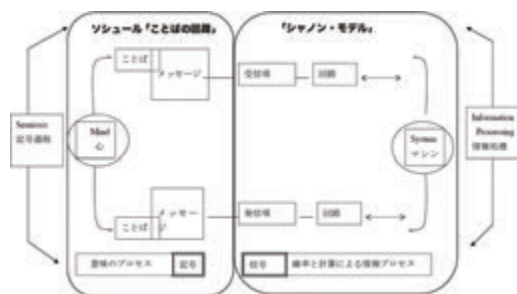 ソシュール「ことばの回路」
「シャノン・モデル」
ことば
メッセージ
受信項
回路
Semiosis
記号過程
Mind
心
System
マシン
Information
Processing
情報処理
ことば
メッセー
ジ
発信項
回路
意味のプロセス
記号
信号
確率と計算による情報プロセス